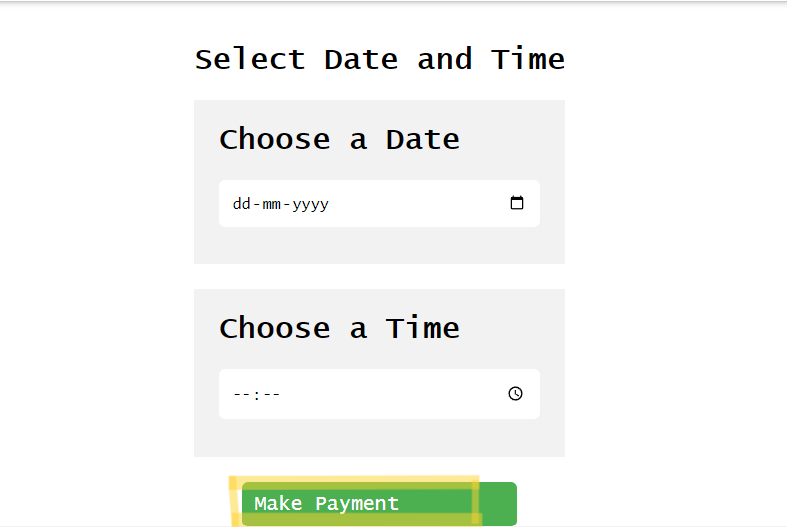 Select Date and Time
Choose a Date
dd-mm-yyyy
Choose a Time
--:--
Make Payment